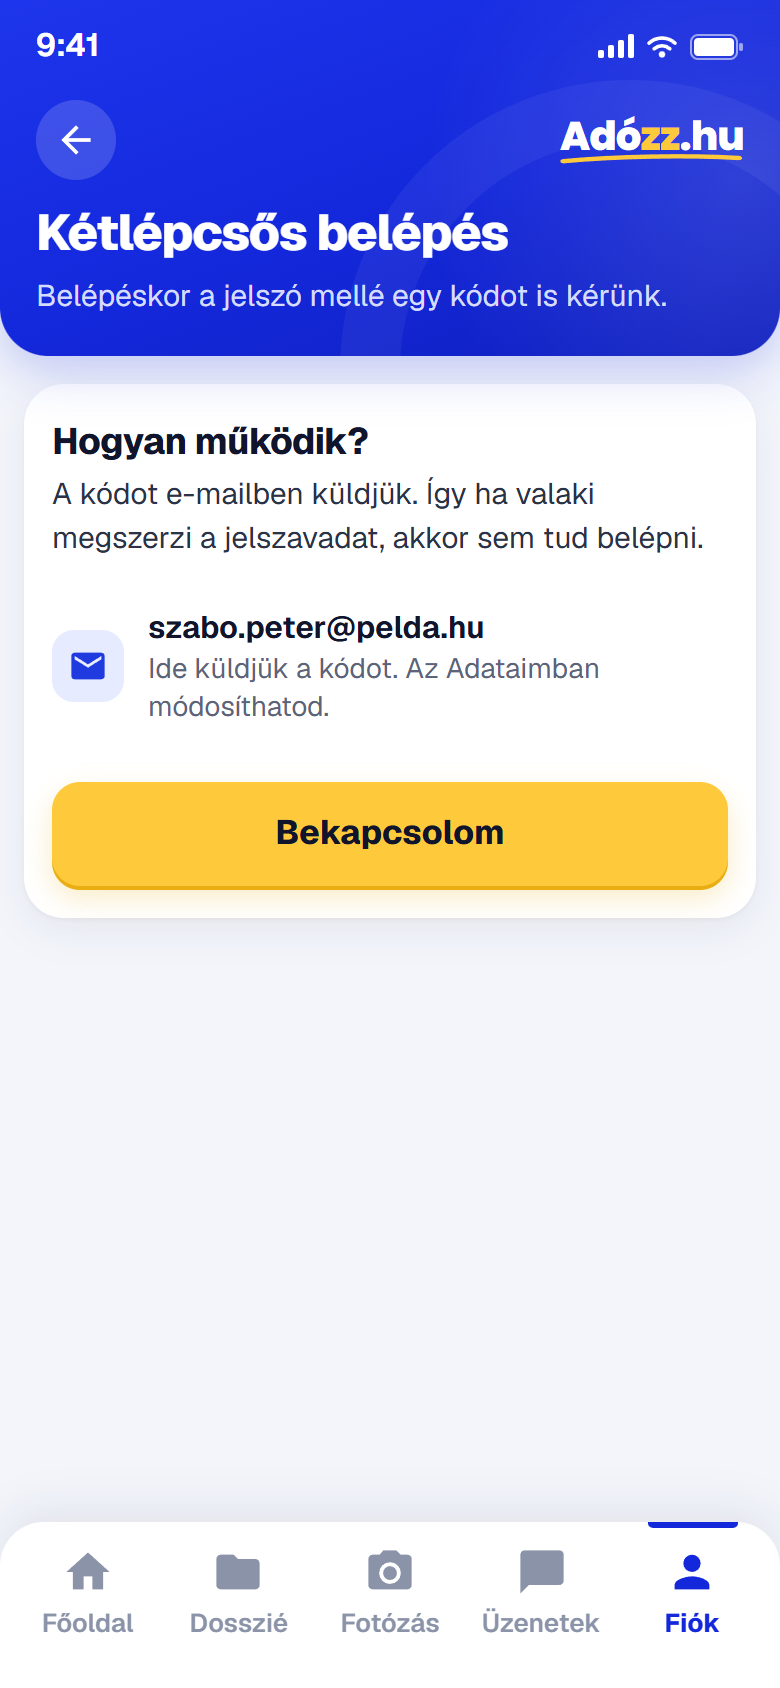 9:41
Adózz.hu
Kétlépcsős belépés
Belépéskor a jelszó mellé egy kódot is kérünk.
Hogyan működik?
A kódot e-mailben küldjük. Így ha valaki
megszerzi a jelszavadat, akkor sem tud belépni.
szabo.peter@pelda.hu
Ide küldjük a kódot. Az Adataimban
módosíthatod.
Bekapcsolom
Főoldal
Dosszié
Fotózás
Üzenetek
Fiók